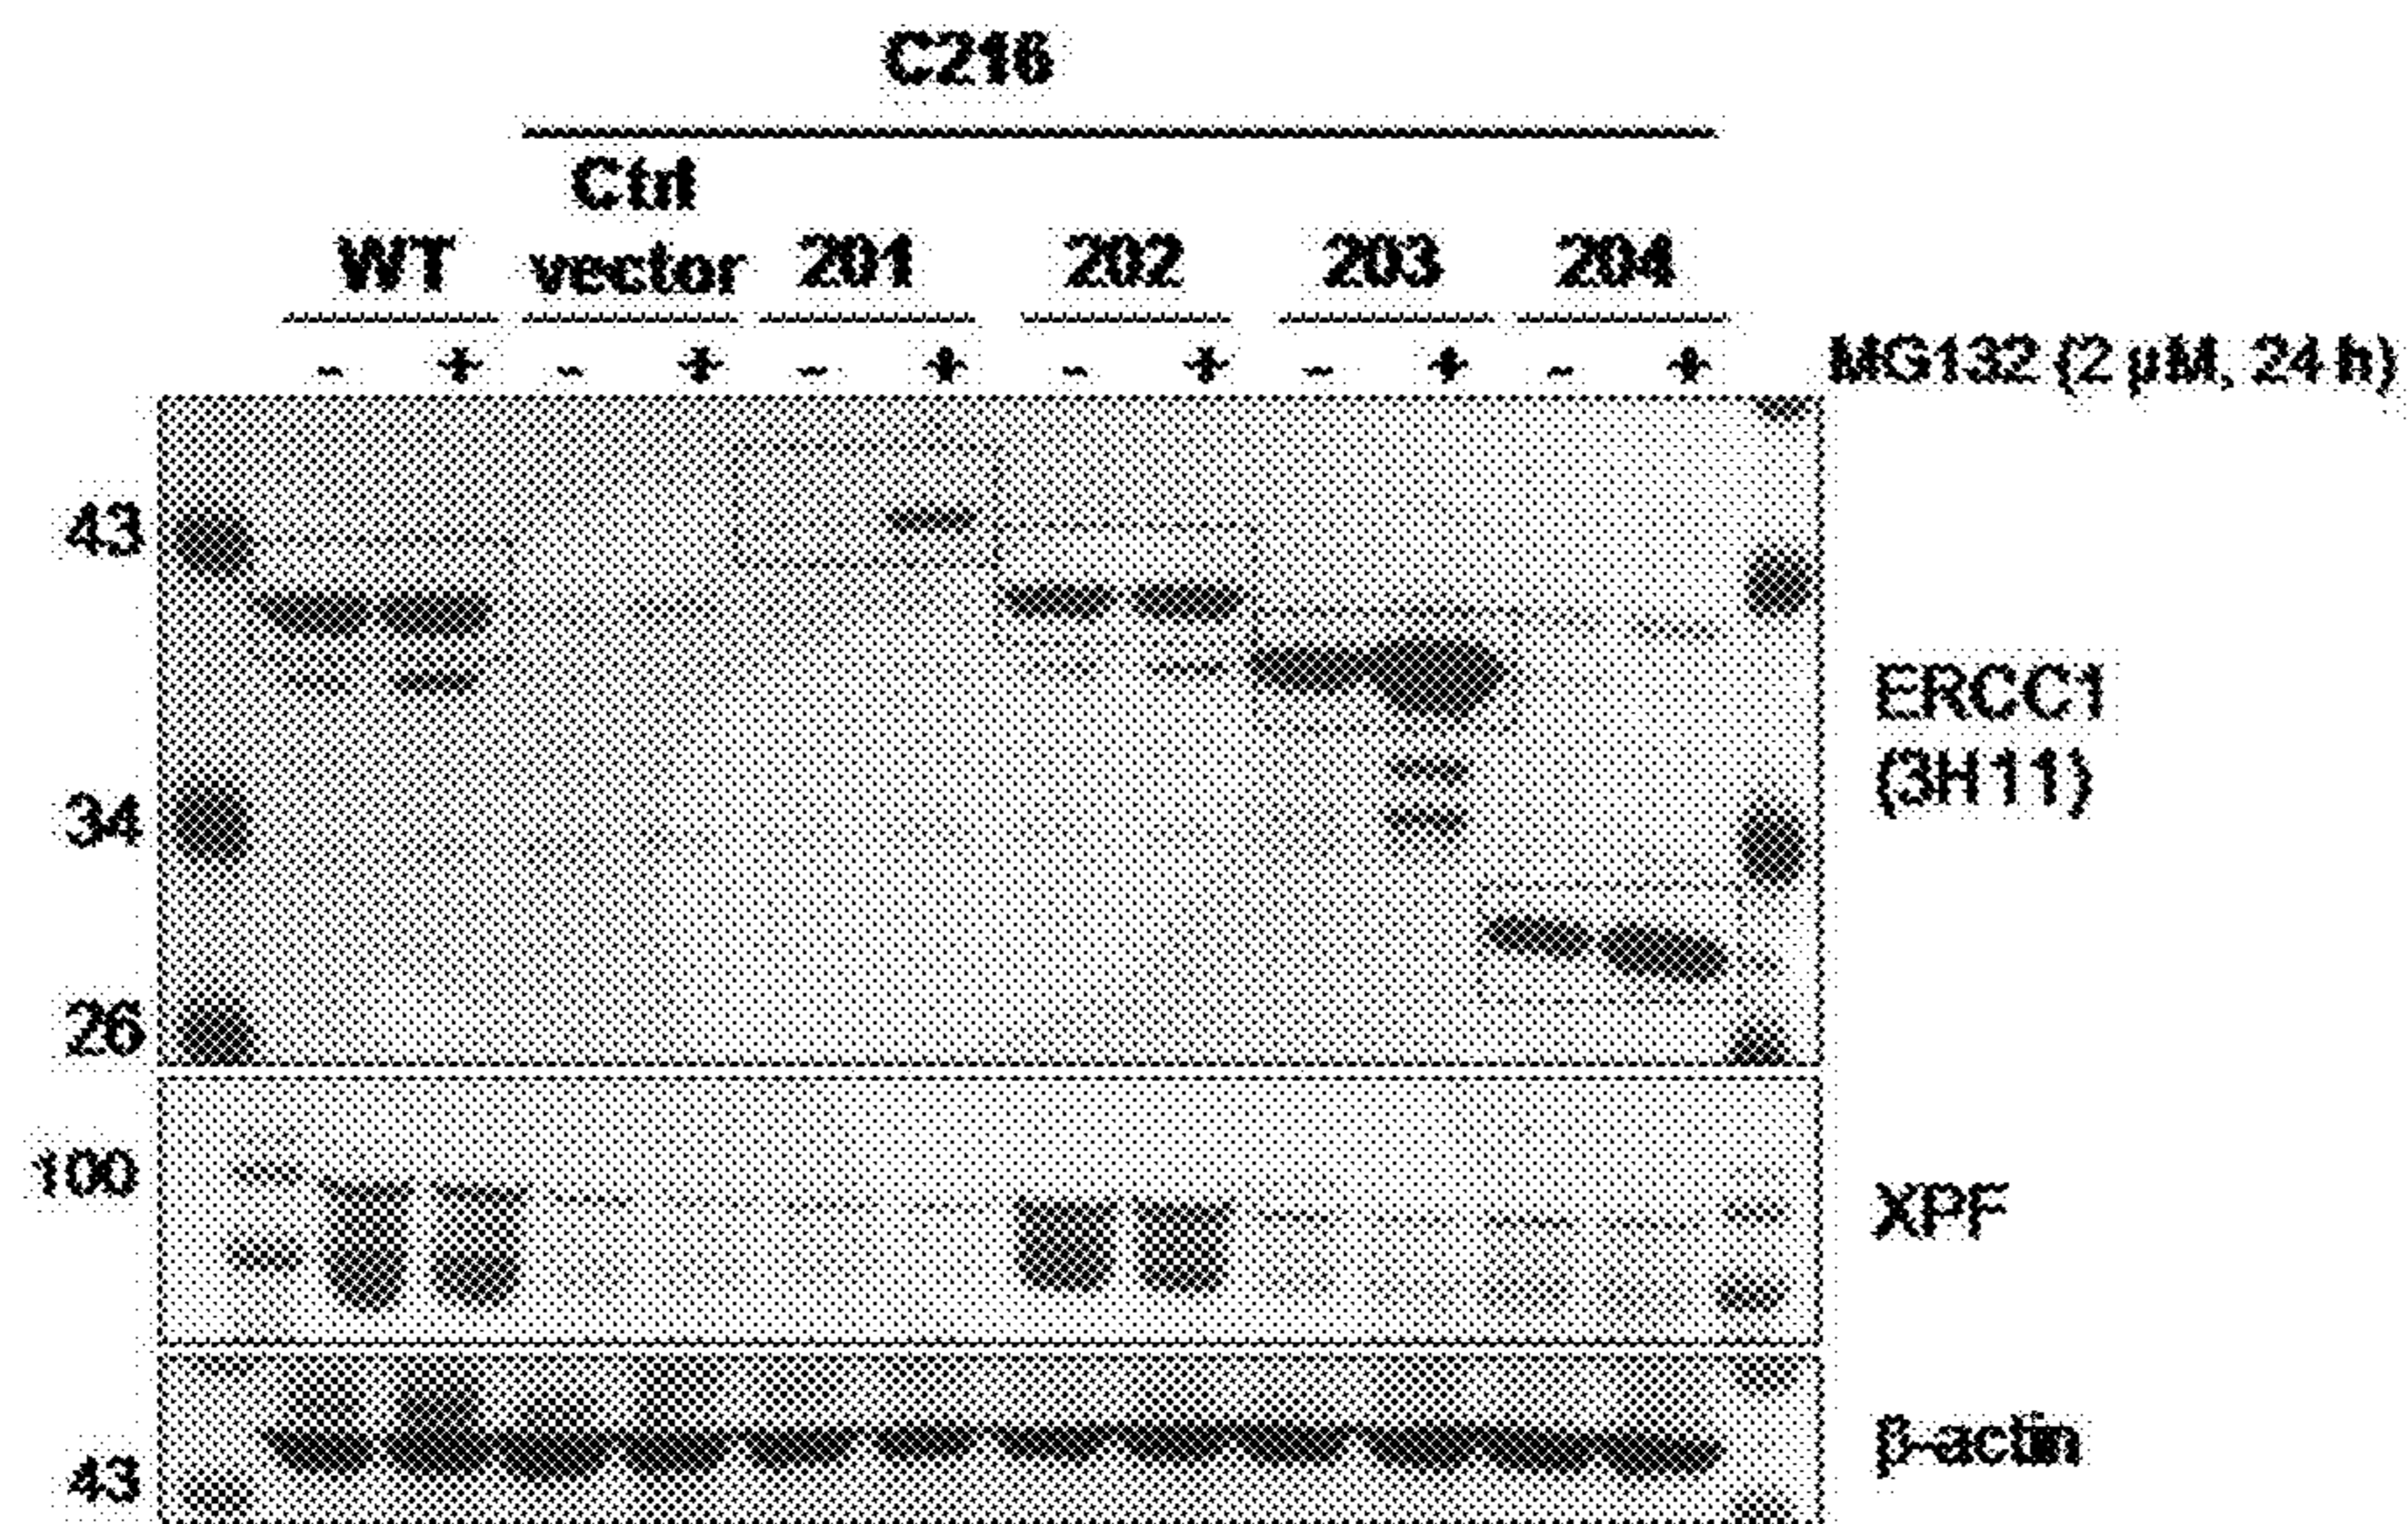 C216
Ctrl
WT vector 201 202 203 204
- + - + - + - + - + - + MG132 (2 µM, 24 h)
43
34
26
ERCC1
(3H11)
100
XPF
43
β-actin